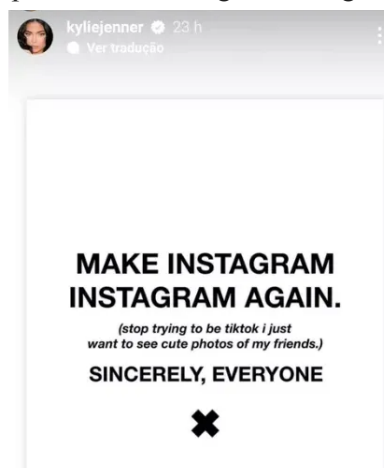 kyliejenner 23 h
Ver tradução
MAKE INSTAGRAM
INSTAGRAM AGAIN.
(stop trying to be tiktok i just
want to see cute photos of my friends.)
SINCERELY, EVERYONE